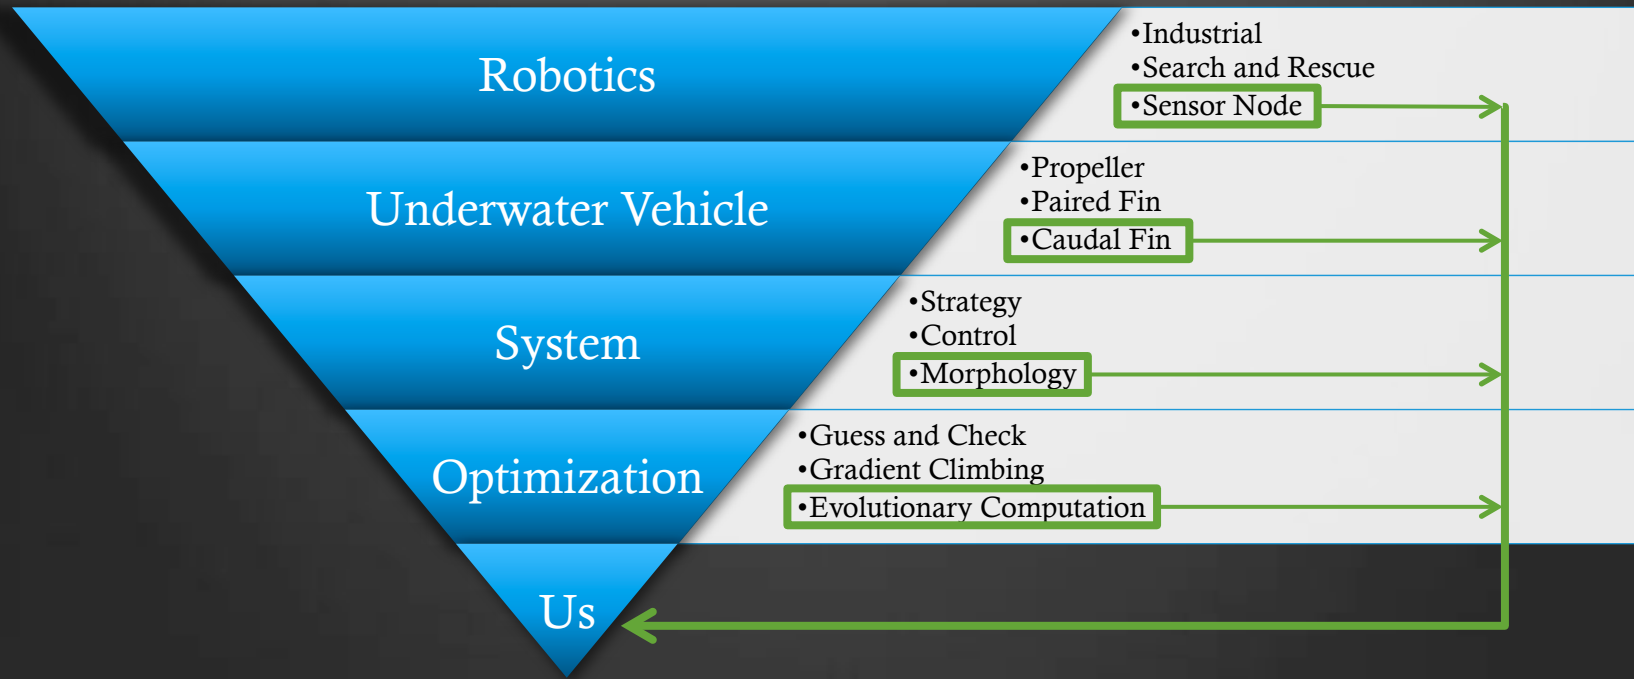 Robotics
•Industrial
•Search and Rescue
•Sensor Node
Underwater Vehicle
•Propeller
•Paired Fin
•Caudal Fin
System
•Strategy
•Control
•Morphology
Optimization
•Guess and Check
•Gradient Climbing
•Evolutionary Computation
Us